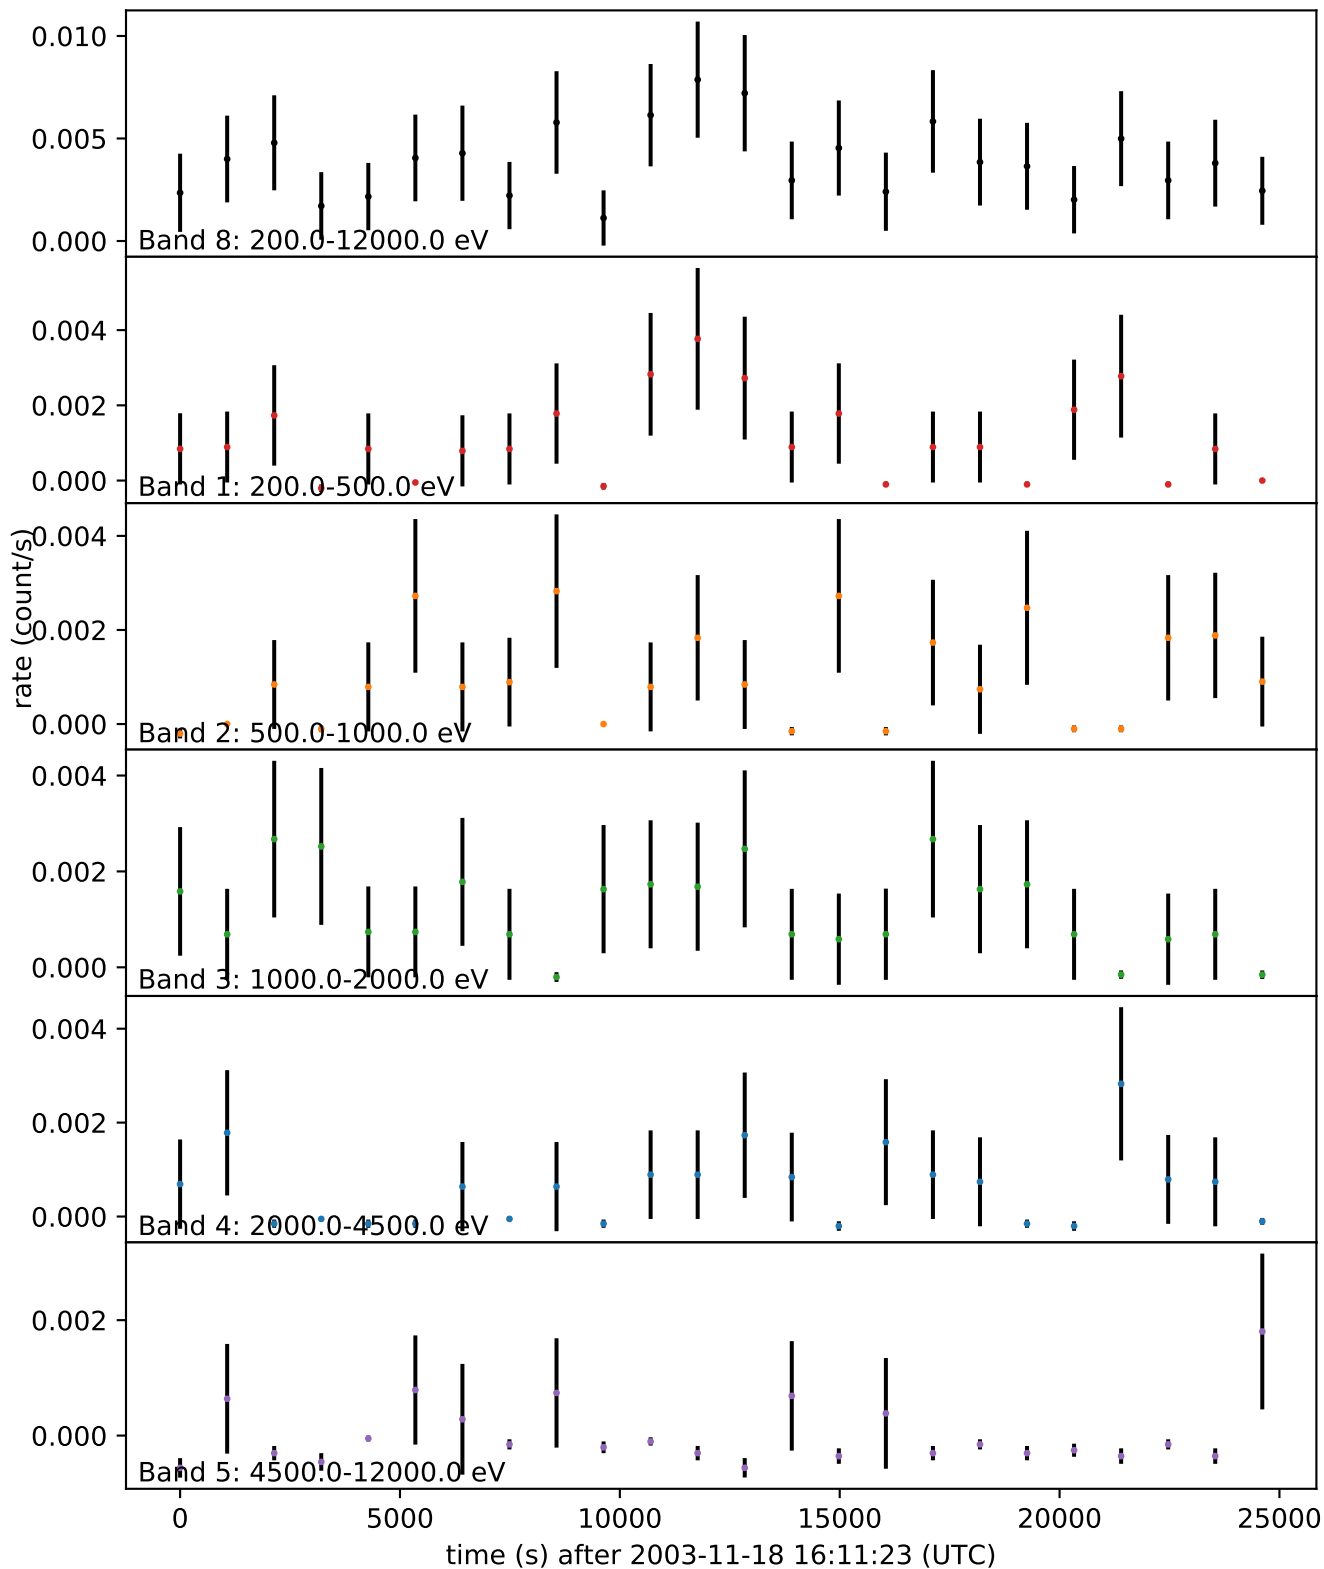 0.010
0.005
0.000
Band 8: 200.0-12000.0 eV
0.004
0.002
0.000
Band 1: 200.0-500.0 eV
rate (count/s)
0.004
0.002
0.000
Band 2: 500.0-1000.0 eV
0.004
0.002
0.000
Band 3: 1000.0-2000.0 eV
0.004
0.002
0.000
Band 4: 2000.0-4500.0 eV
0.002
0.000
Band 5: 4500.0-12000.0 eV
0 5000 10000 15000 20000 25000
time (s) after 2003-11-18 16:11:23 (UTC)